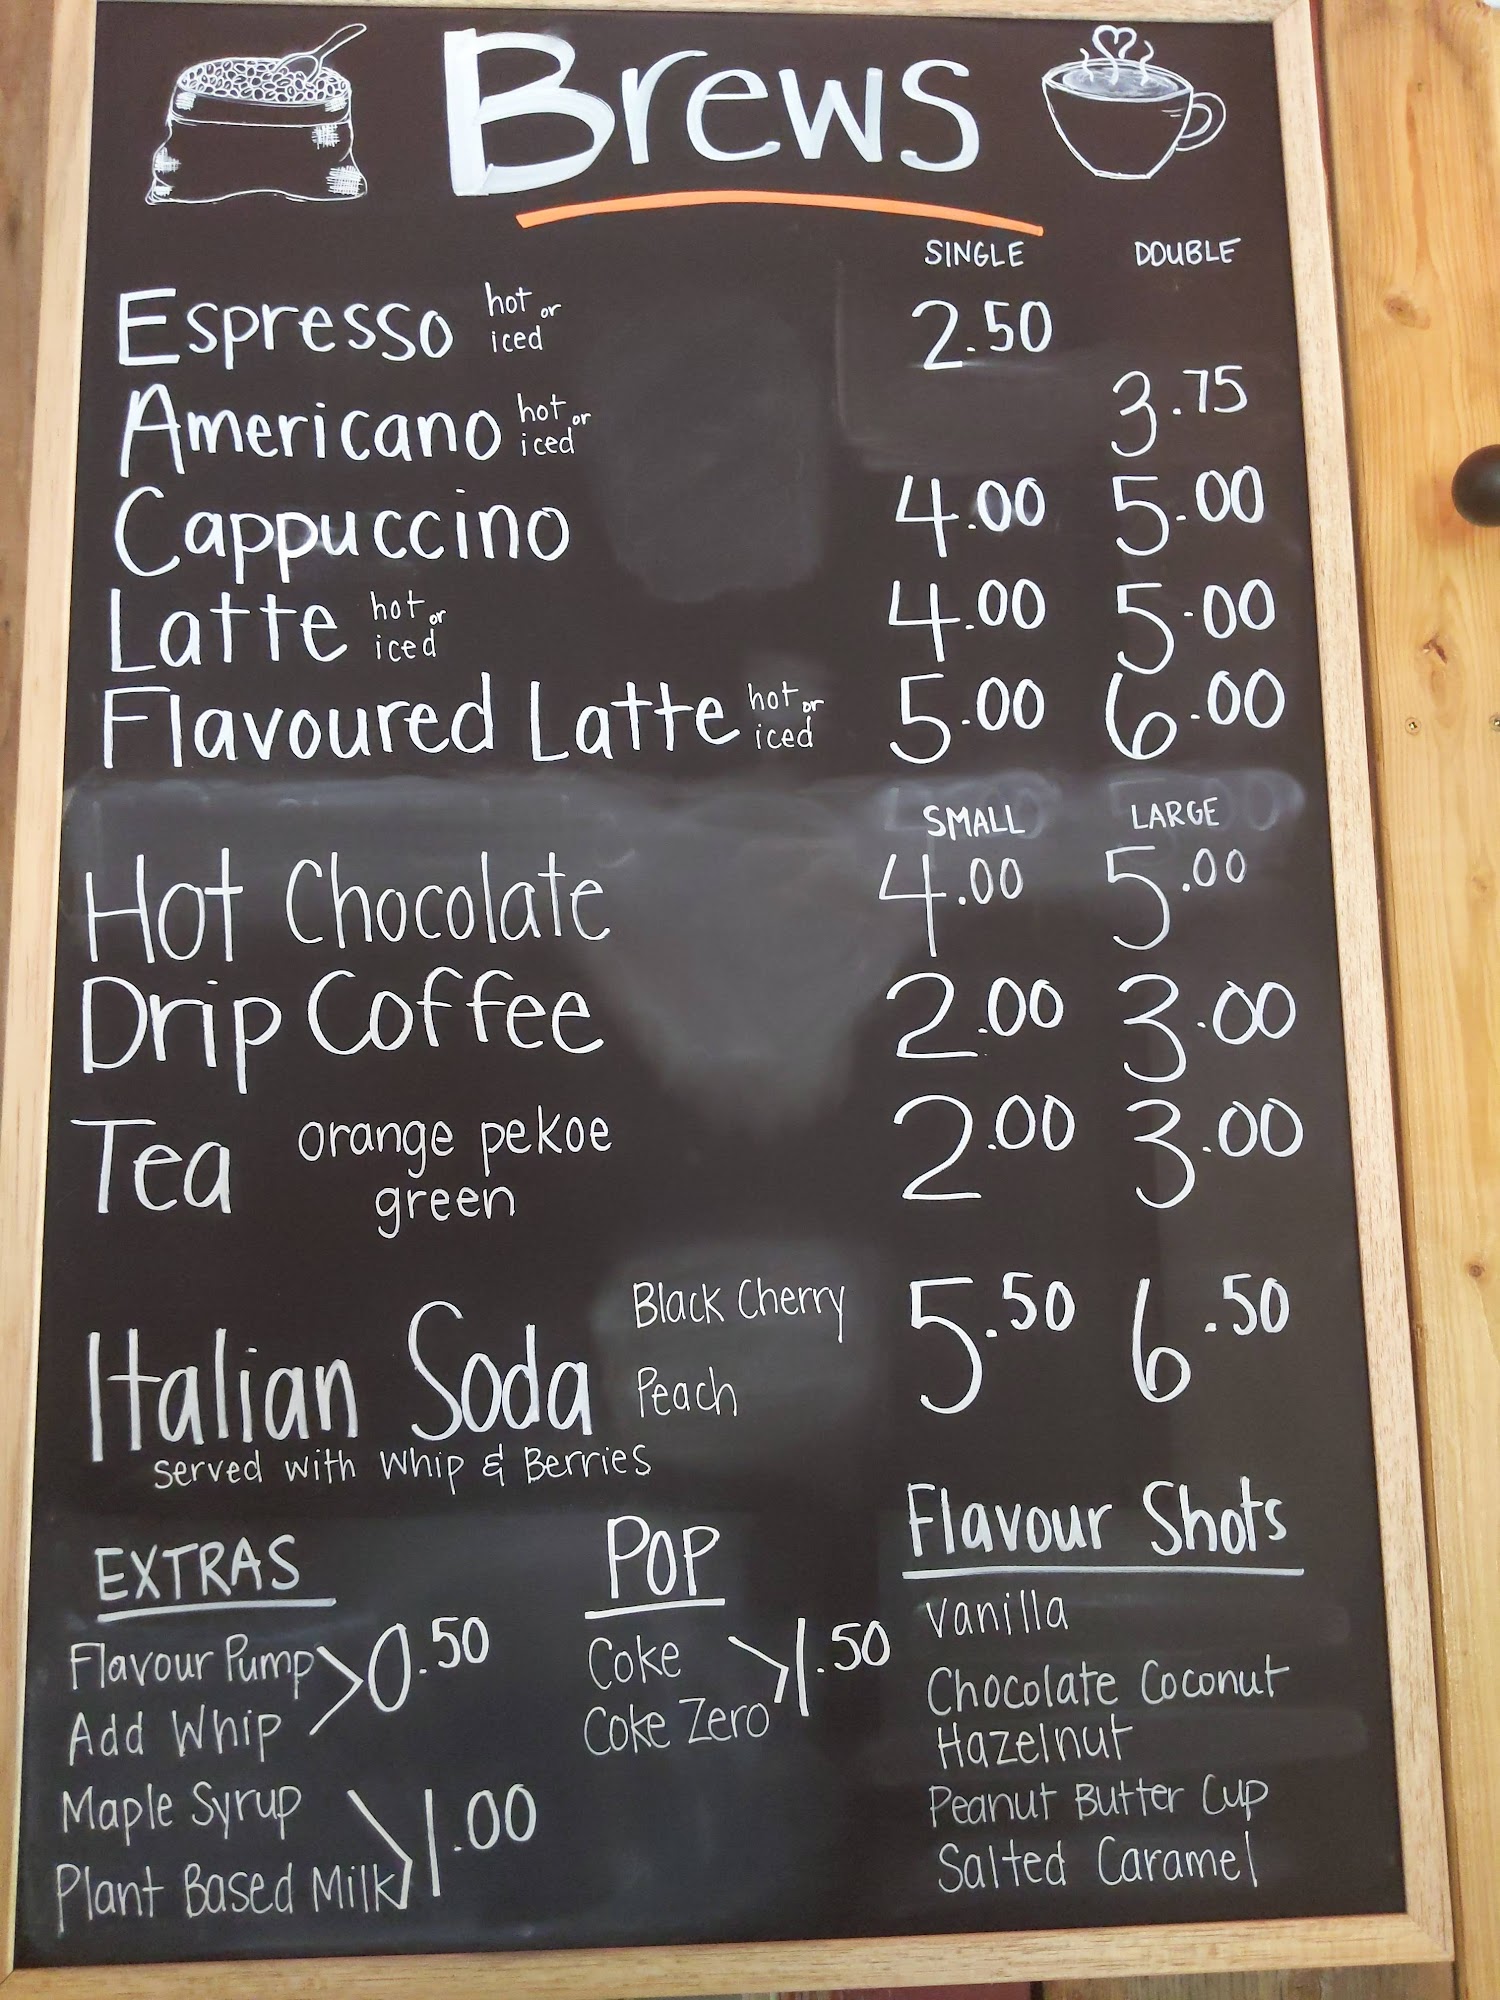 Brews
SINGLE DOUBLE
Espresso hot or iced 2.50
Americano hot or iced 3.75
Cappuccino 4.00 5.00
Latte hot or iced 4.00 5.00
Flavoured Latte hot or iced 5.00 6.00
SMALL LARGE
Hot Chocolate 4.00 5.00
Drip Coffee 2.00 3.00
Tea orange pekoe 2.00 3.00
green
Italian Soda Black Cherry 5.50 6.50
Peach
served with Whip & Berries
EXTRAS
Flavour Pump > 0.50
Add Whip
Maple Syrup > 1.00
Plant Based Milk
POP
Coke > 1.50
Coke Zero
Flavour Shots
Vanilla
Chocolate Coconut
Hazelnut
Peanut Butter Cup
Salted Caramel